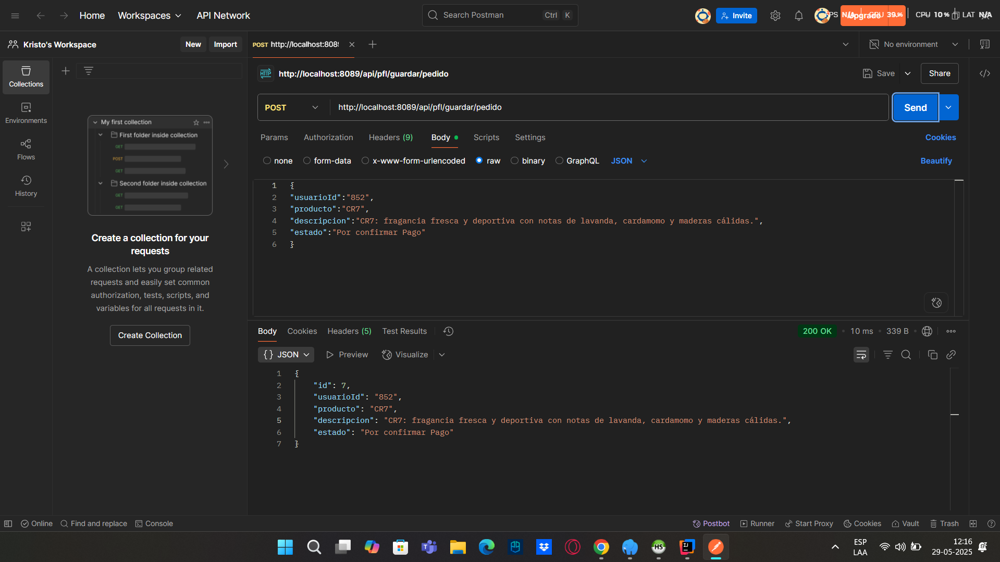 Home
Workspaces
API Network
Search Postman
Ctrl
K
Invite
N/A
39%
CPU 10%
LAT N/A
Kristo's Workspace
New
Import
POST http://localhost:808
No environment
Collections
Environments
Flows
History
My first collection
First folder inside collection
GET
POST
GET
Second folder inside collection
GET
GET
Create a collection for your
requests
A collection lets you group related
requests and easily set common
authorization, tests, scripts, and
variables for all requests in it.
Create Collection
HTTP
http://localhost:8089/api/pfl/guardar/pedido
Save
Share
POST
http://localhost:8089/api/pfl/guardar/pedido
Send
Params
Authorization
Headers (9)
Body
Scripts
Settings
Cookies
none
form-data
x-www-form-urlencoded
raw
binary
GraphQL
JSON
Beautify
1 {
2 "usuarioId":"852",
3 "producto":"CR7",
4 "descripcion":"CR7: fragancia fresca y deportiva con notas de lavanda, cardamomo y maderas cálidas.",
5 "estado":"Por confirmar Pago"
6 }
Body
Cookies
Headers (5)
Test Results
200 OK
10 ms
339 B
{} JSON
Preview
Visualize
1 {
2 "id": 7,
3 "usuarioId": "852",
4 "producto": "CR7",
5 "descripcion": "CR7: fragancia fresca y deportiva con notas de lavanda, cardamomo y maderas cálidas.",
6 "estado": "Por confirmar Pago"
7 }
Online
Find and replace
Console
Postbot
Runner
Start Proxy
Cookies
Vault
Trash
HS
IJ
ESP
LAA
12:16
29-05-2025